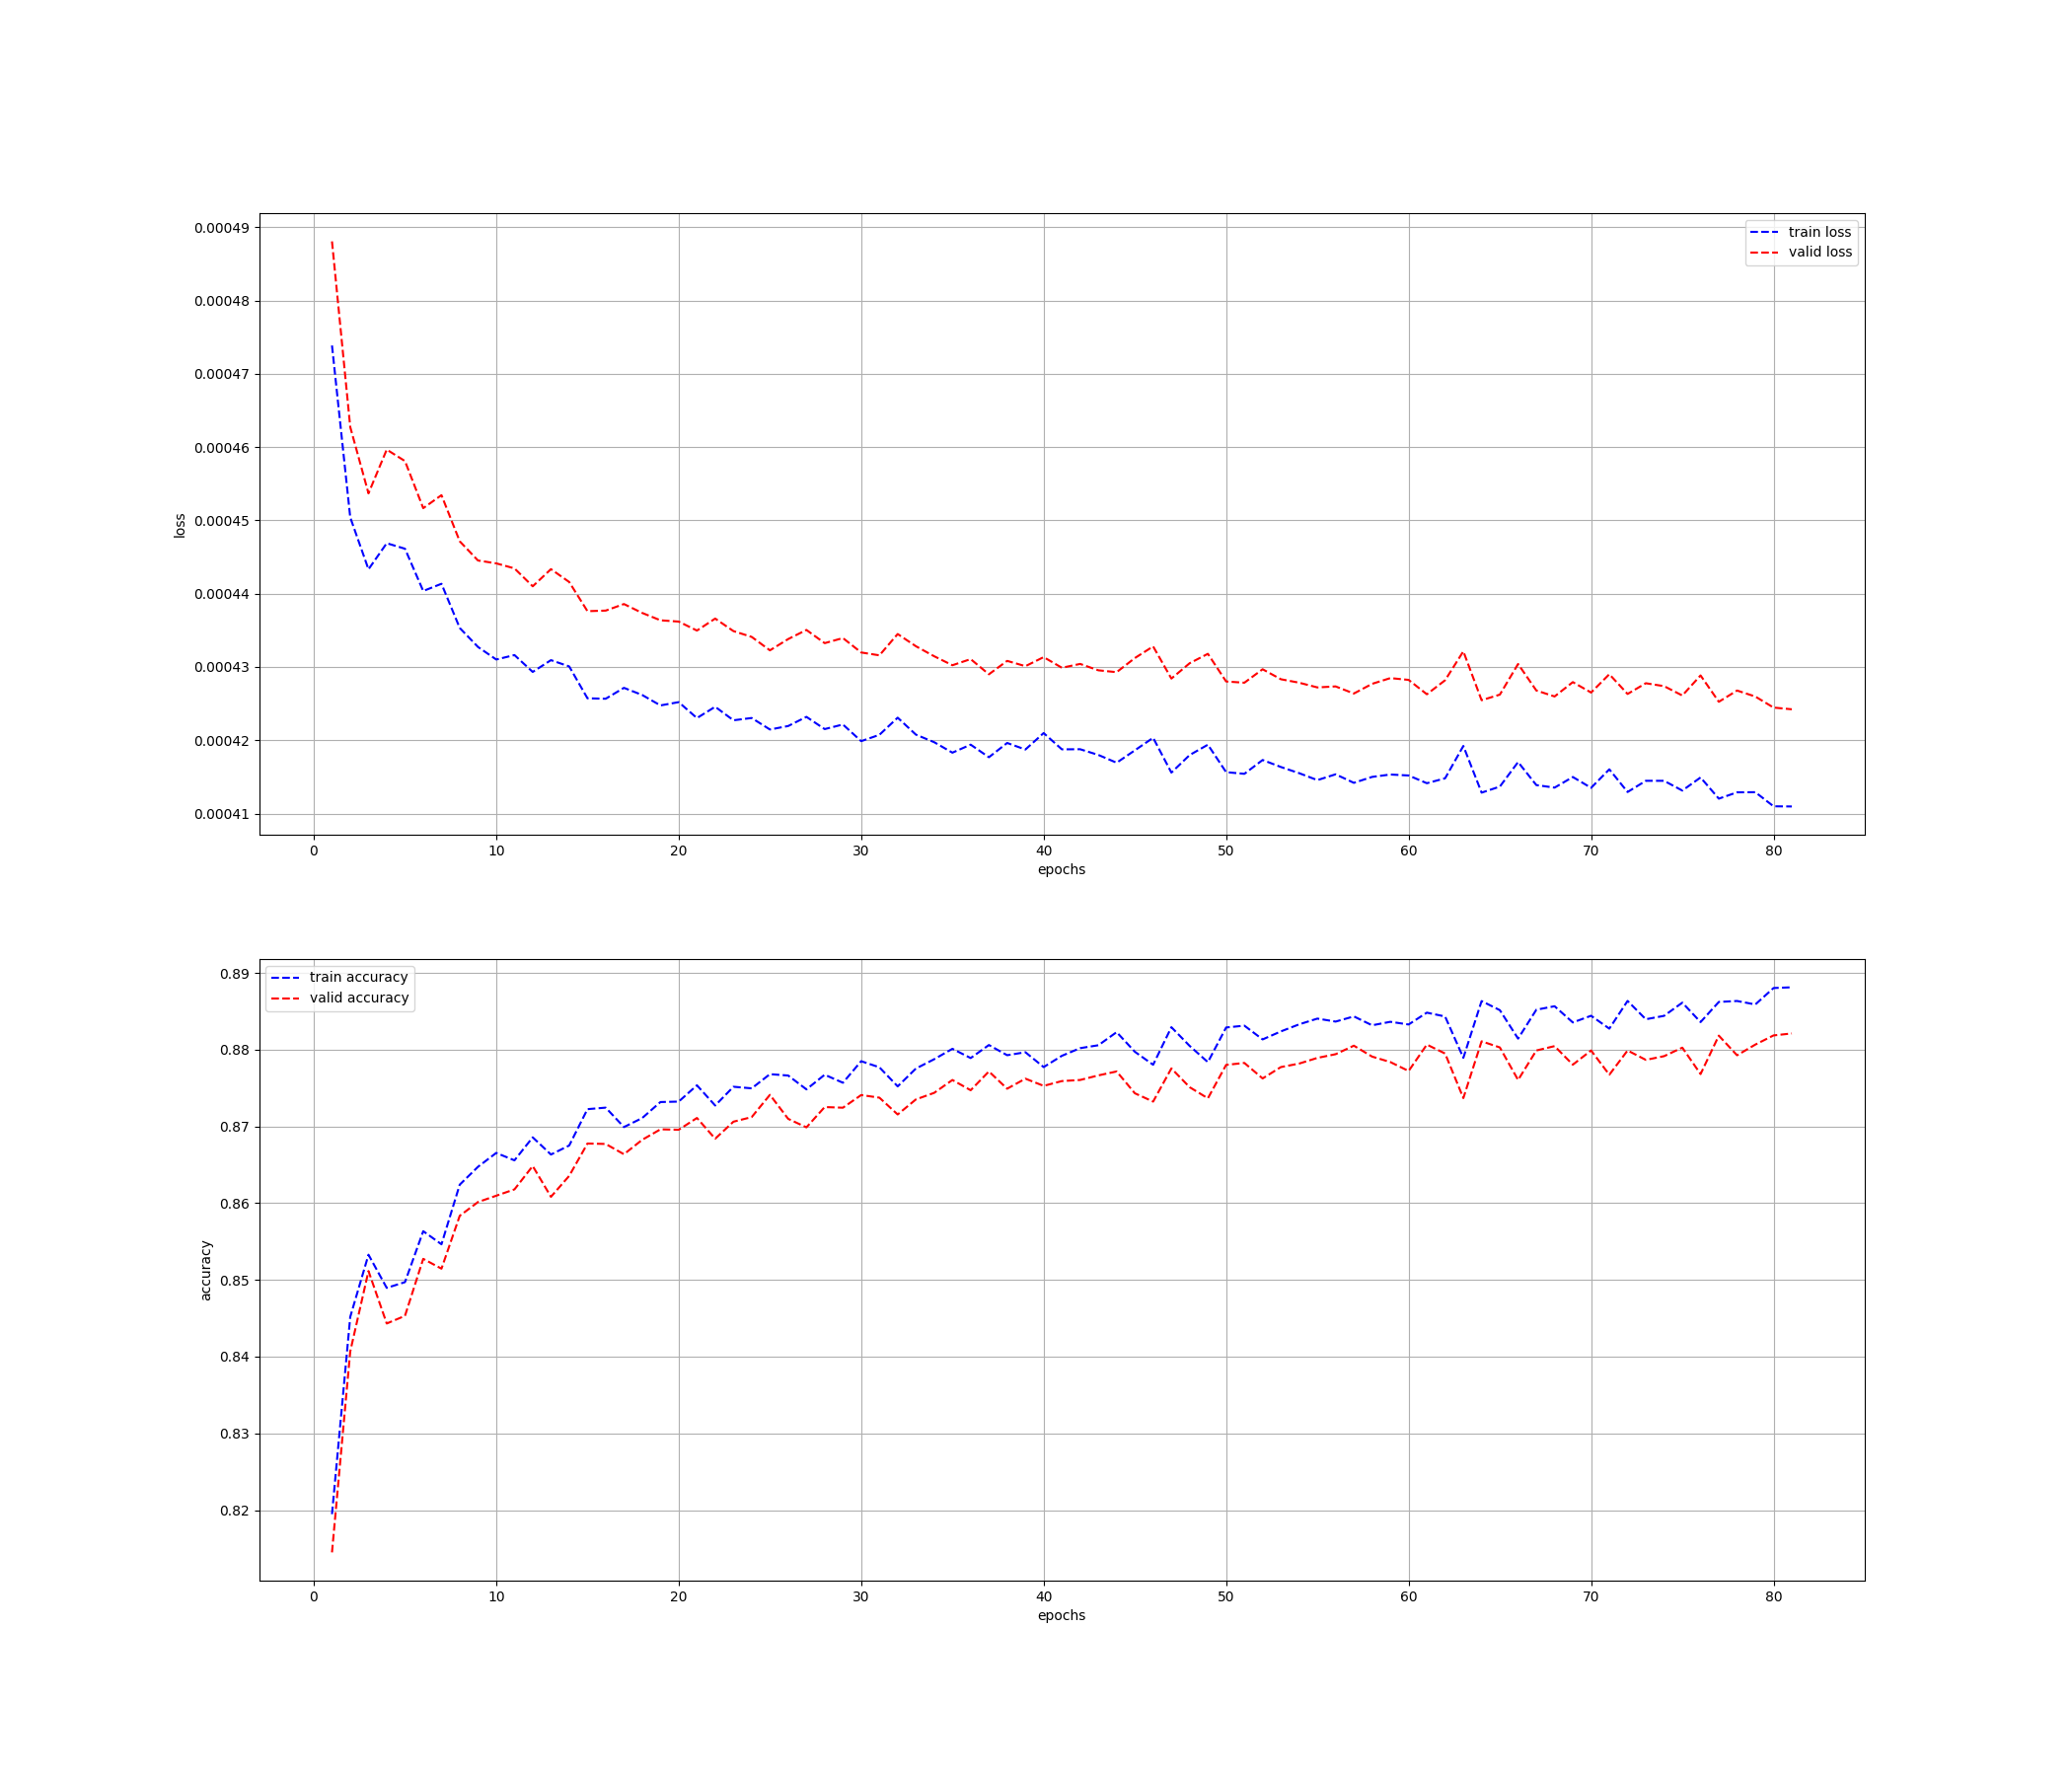 0.00049
0.00048
0.00047
0.00046
0.00045
0.00044
0.00043
0.00042
0.00041
loss
train loss
valid loss
0 10 20 30 40 50 60 70 80
epochs
0.89
0.88
0.87
0.86
0.85
0.84
0.83
0.82
accuracy
train accuracy
valid accuracy
0 10 20 30 40 50 60 70 80
epochs